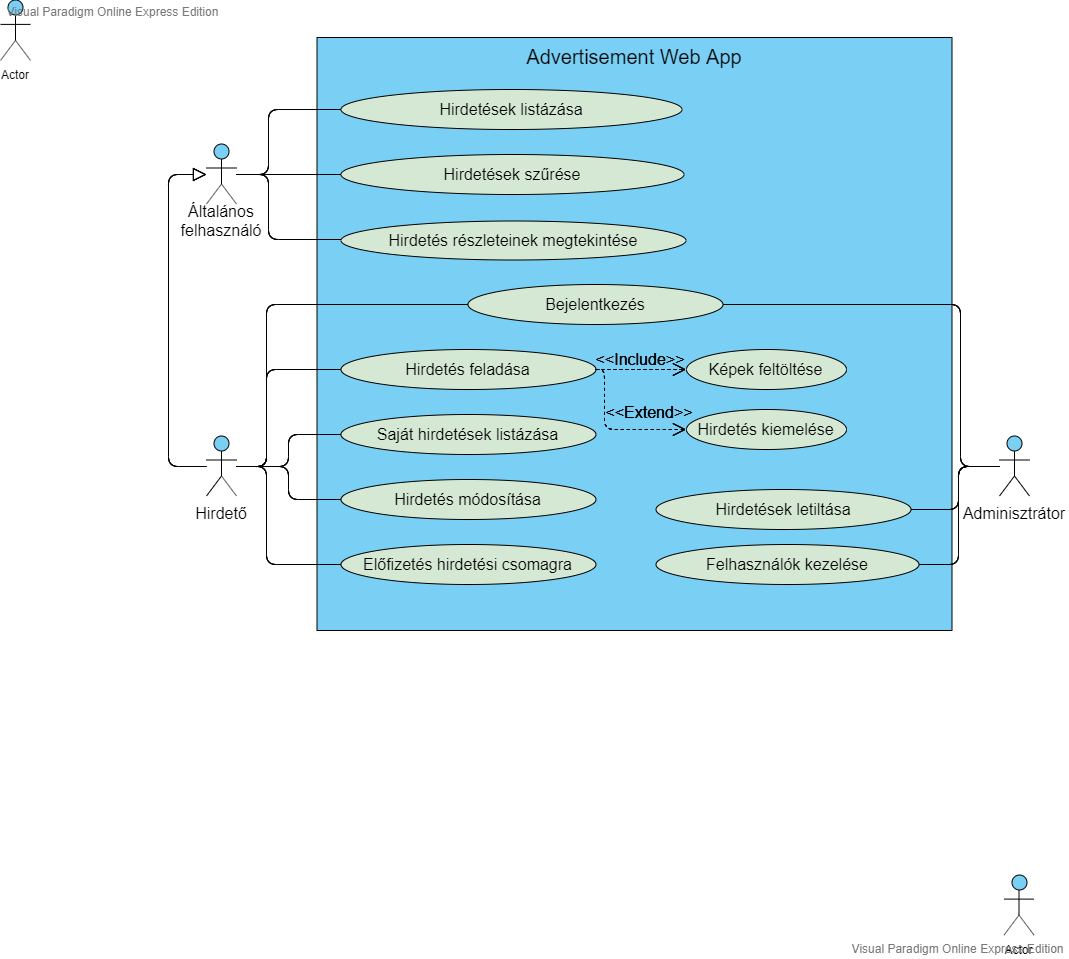 Visual Paradigm Online Express Edition
Actor
Advertisement Web App
Hirdetések listázása
Hirdetések szűrése
Általános
felhasználó
Hirdetés részleteinek megtekintése
Bejelentkezés
Hirdetés feladása
<<Include>>
Képek feltöltése
<<Extend>>
Hirdetés kiemelése
Saját hirdetések listázása
Hirdetés módosítása
Hirdető
Hirdetések letiltása
Adminisztrátor
Előfizetés hirdetési csomagra
Felhasználók kezelése
Visual Paradigm Online Express Edition
Actor